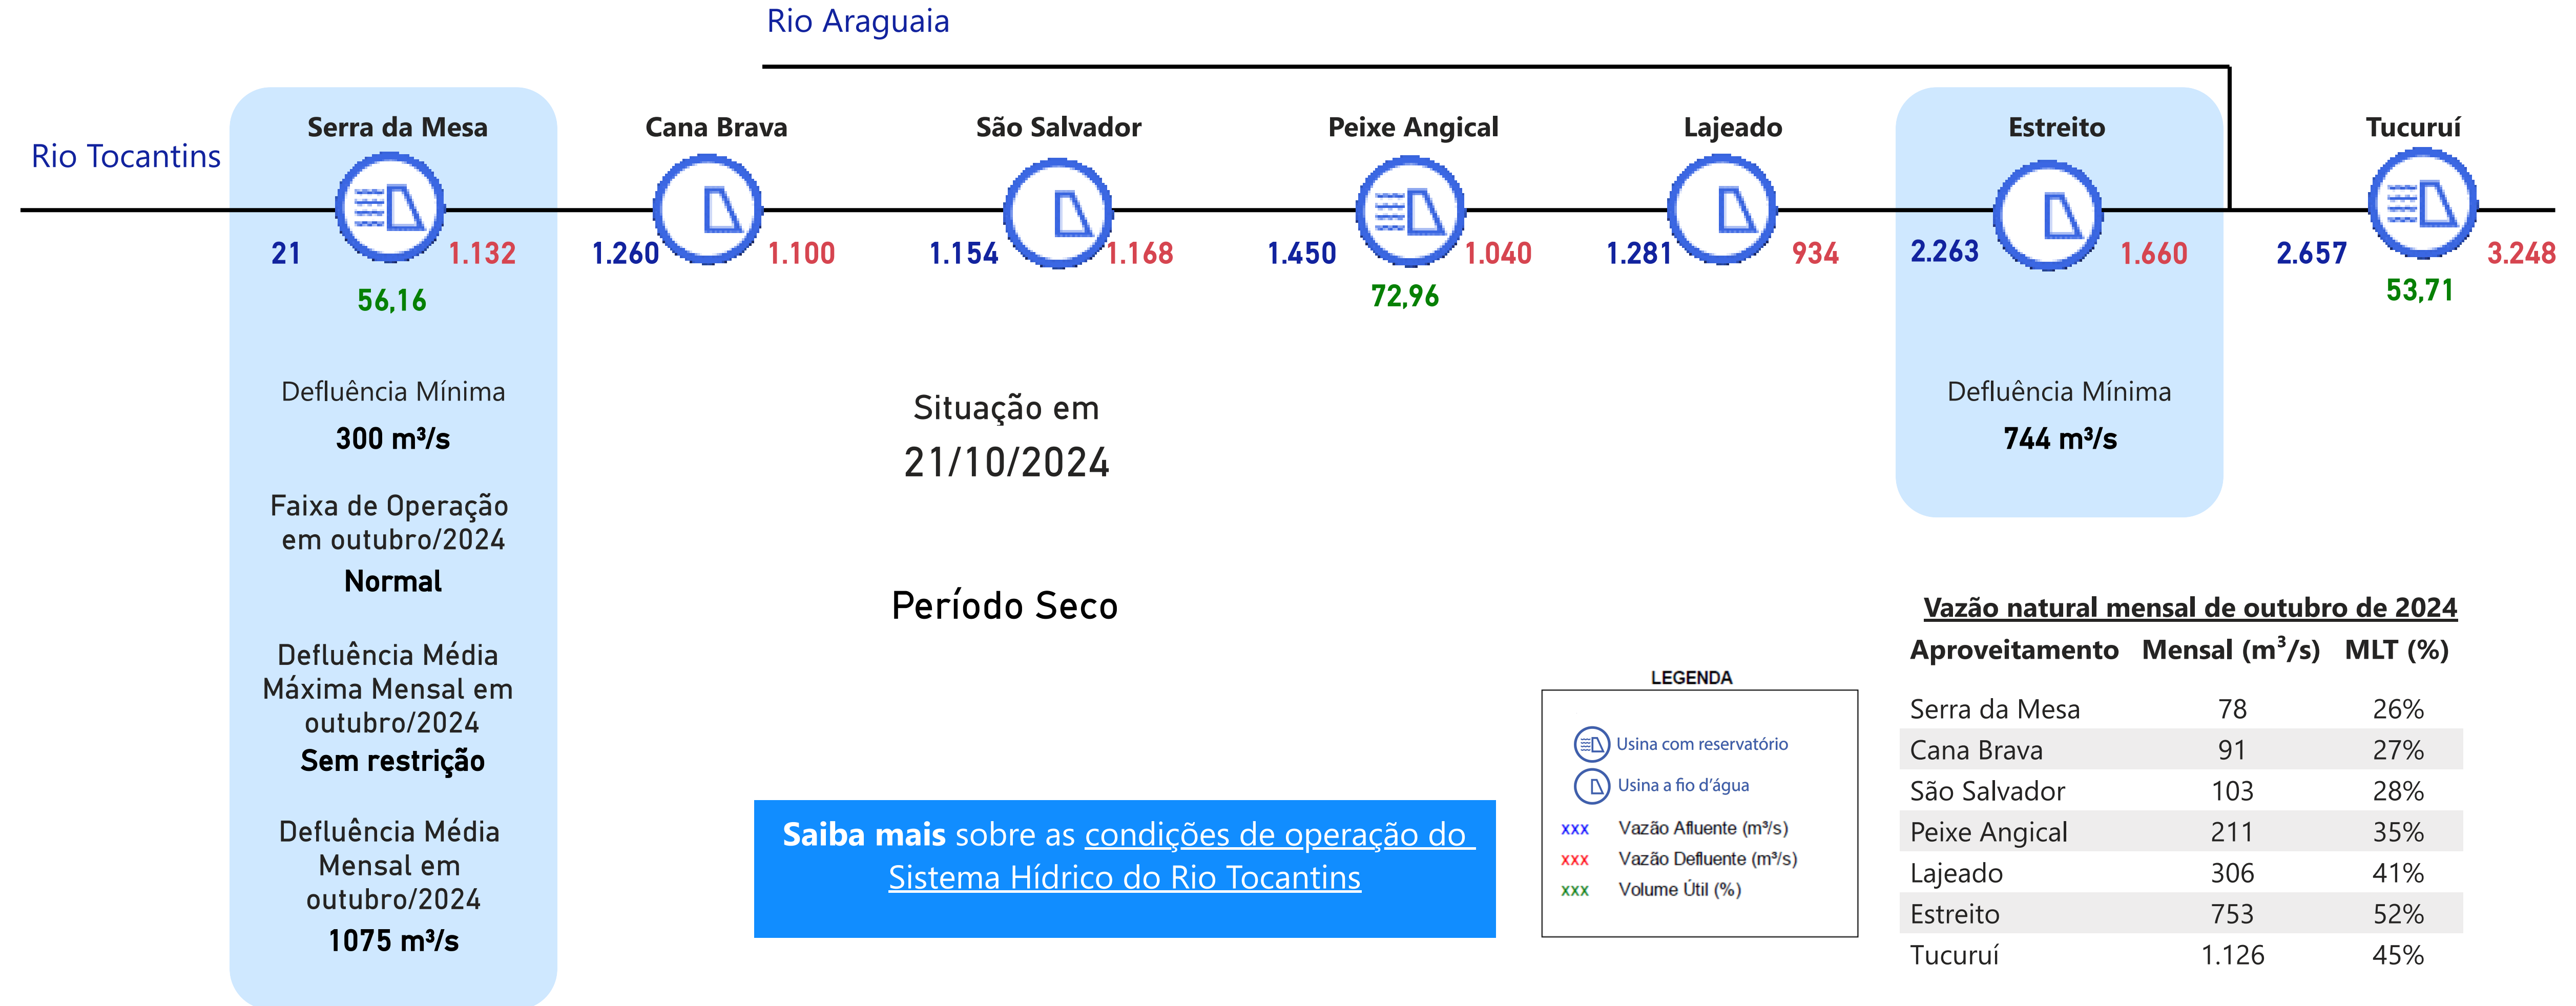 Rio Araguaia
Rio Tocantins
Serra da Mesa
Cana Brava
São Salvador
Peixe Angical
Lajeado
Estreito
Tucuruí
21 1.132
1.260 1.100
1.154 1.168
1.450 1.040
1.281 934
2.263 1.660
2.657 3.248
56,16
72,96
53,71
Defluência Mínima
300 m³/s
Faixa de Operação
em outubro/2024
Normal
Defluência Média
Máxima Mensal em
outubro/2024
Sem restrição
Defluência Média
Mensal em
outubro/2024
1075 m³/s
Situação em
21/10/2024
Período Seco
Saiba mais sobre as condições de operação do
Sistema Hídrico do Rio Tocantins
Defluência Mínima
744 m³/s
LEGENDA
Usina com reservatório
Usina a fio d'água
xxx Vazão Afluente (m³/s)
xxx Vazão Defluente (m³/s)
xxx Volume Útil (%)
Vazão natural mensal de outubro de 2024
Aproveitamento Mensal (m³/s) MLT (%)
Serra da Mesa 78 26%
Cana Brava 91 27%
São Salvador 103 28%
Peixe Angical 211 35%
Lajeado 306 41%
Estreito 753 52%
Tucuruí 1.126 45%